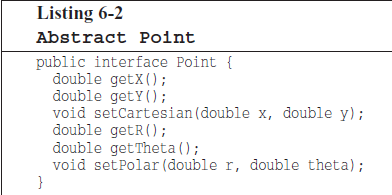 Listing 6-2
Abstract Point
public interface Point {
  double getX();
  double getY();
  void setCartesian(double x, double y);
  double getR();
  double getTheta();
  void setPolar(double r, double theta);
}